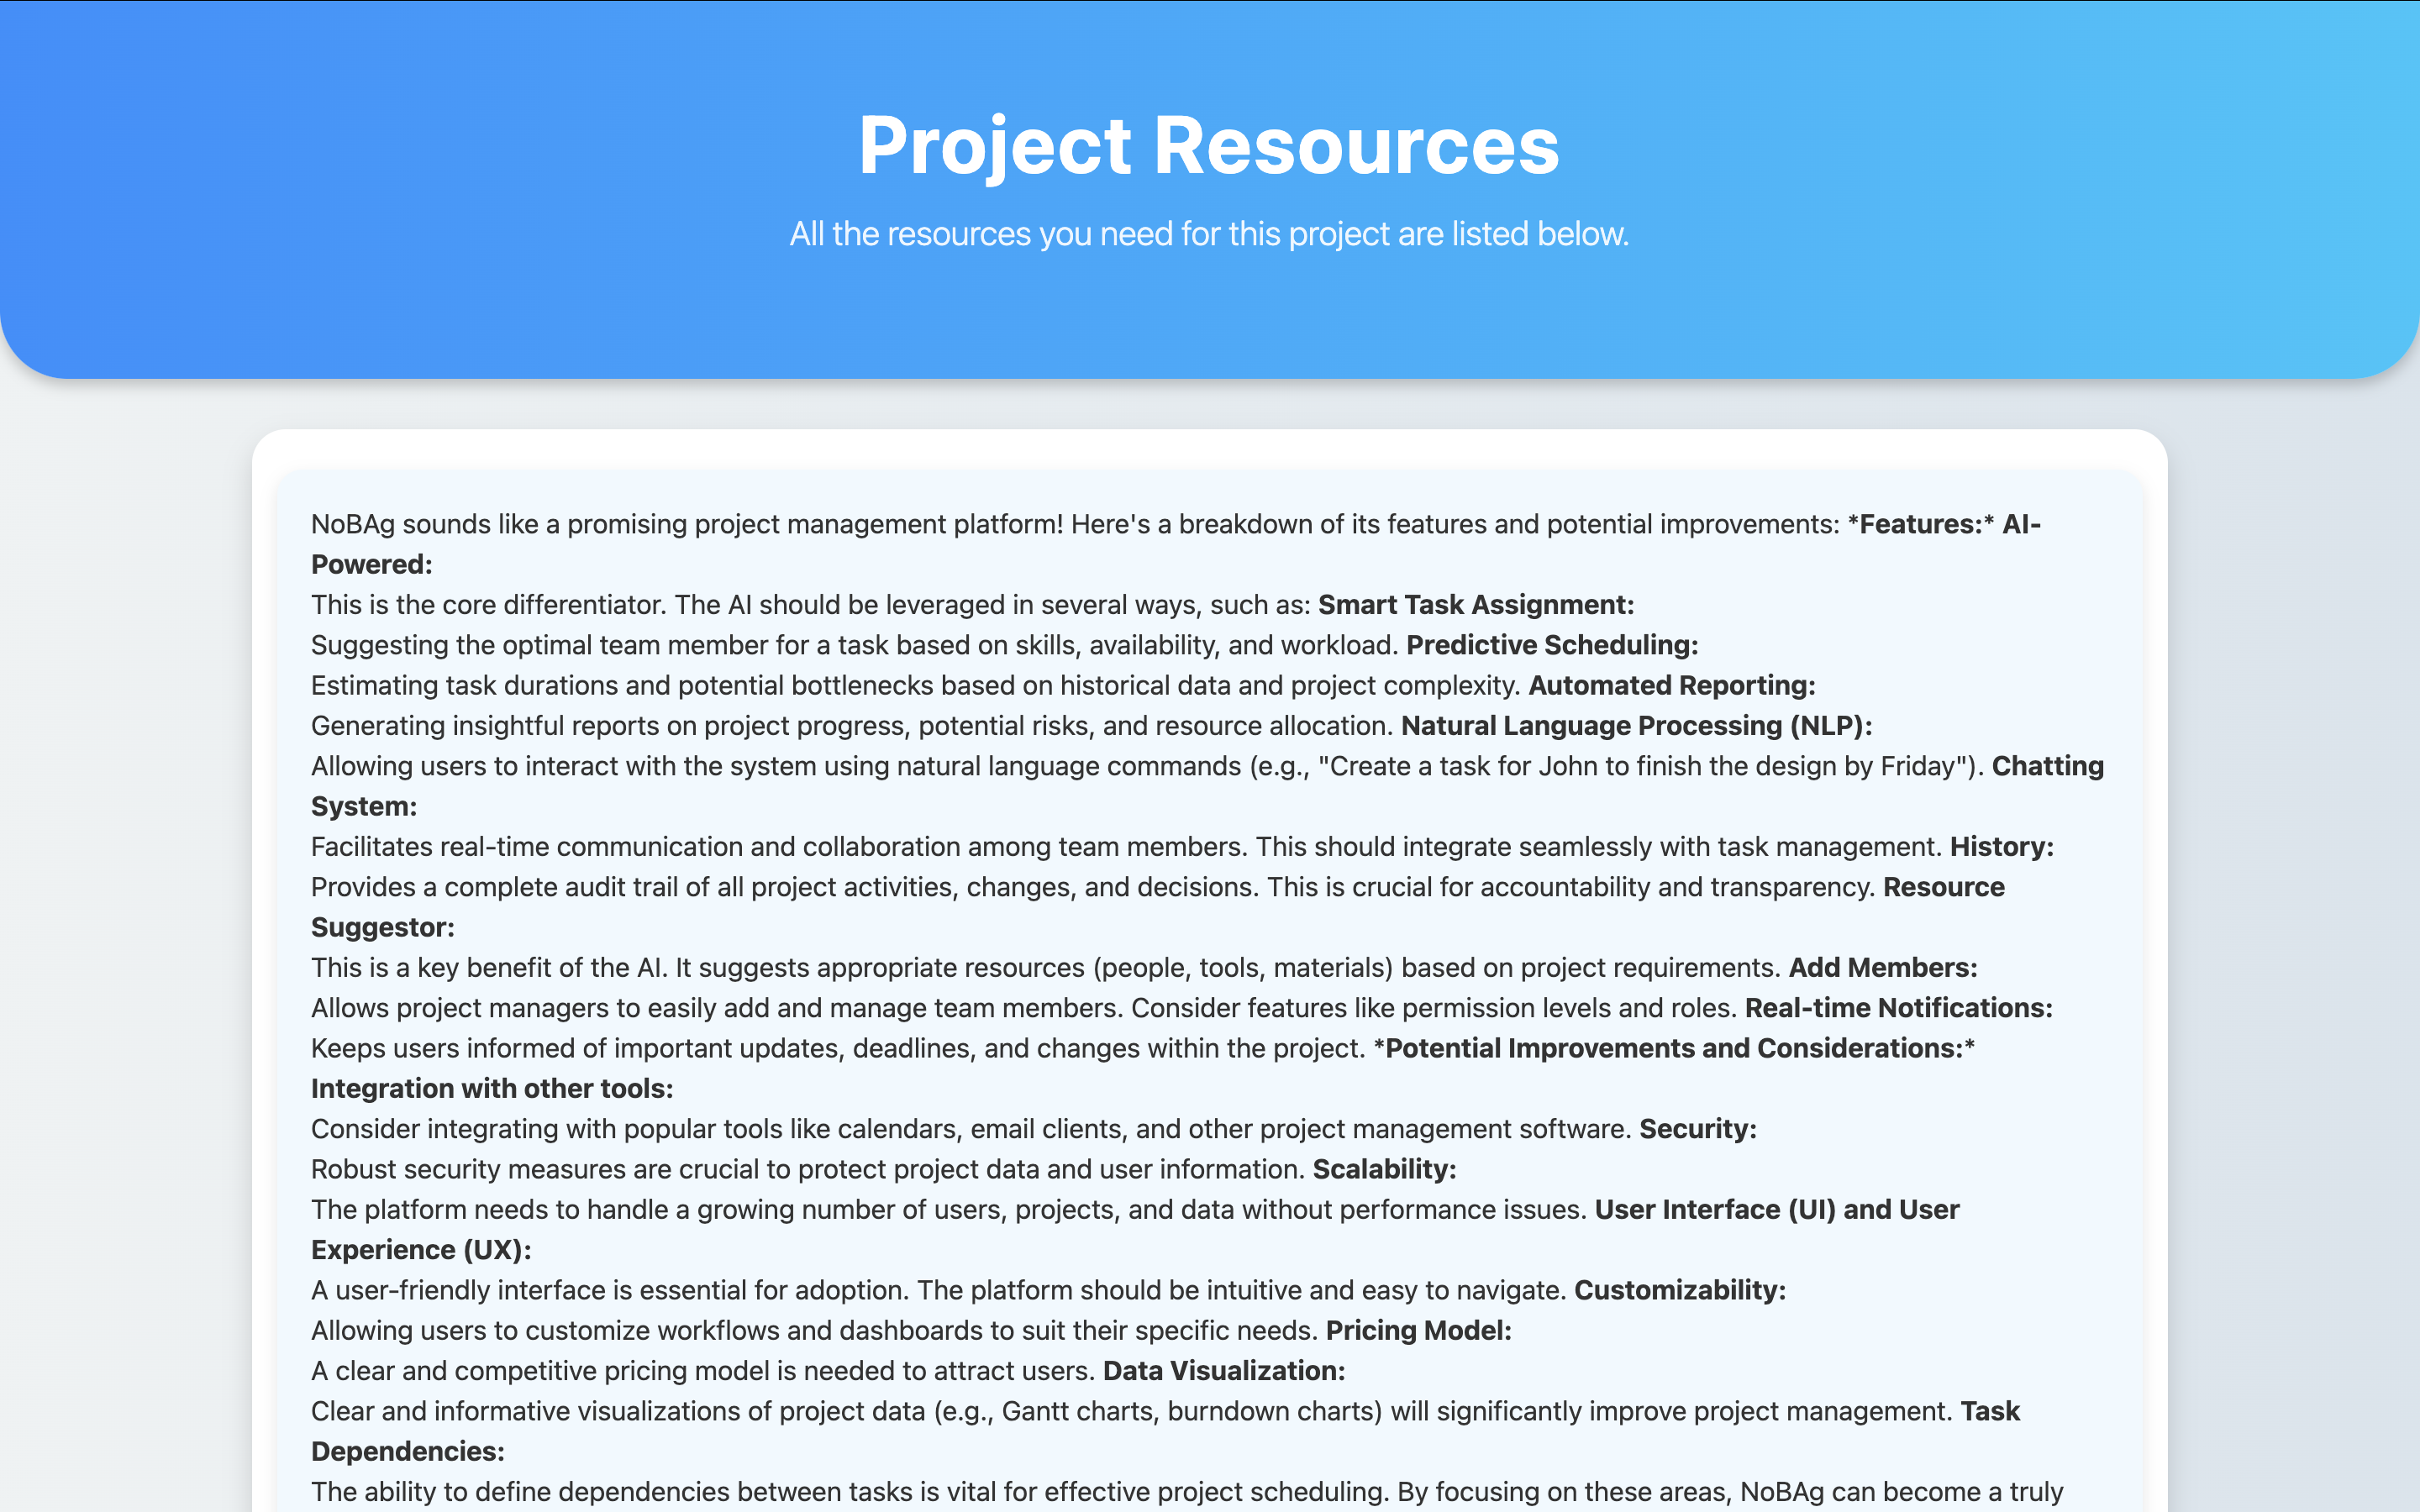 Project Resources
All the resources you need for this project are listed below.
NoBAg sounds like a promising project management platform! Here's a breakdown of its features and potential improvements: *Features:* AI-
Powered:
This is the core differentiator. The AI should be leveraged in several ways, such as: Smart Task Assignment:
Suggesting the optimal team member for a task based on skills, availability, and workload. Predictive Scheduling:
Estimating task durations and potential bottlenecks based on historical data and project complexity. Automated Reporting:
Generating insightful reports on project progress, potential risks, and resource allocation. Natural Language Processing (NLP):
Allowing users to interact with the system using natural language commands (e.g., "Create a task for John to finish the design by Friday"). Chatting
System:
Facilitates real-time communication and collaboration among team members. This should integrate seamlessly with task management. History:
Provides a complete audit trail of all project activities, changes, and decisions. This is crucial for accountability and transparency. Resource
Suggestor:
This is a key benefit of the AI. It suggests appropriate resources (people, tools, materials) based on project requirements. Add Members:
Allows project managers to easily add and manage team members. Consider features like permission levels and roles. Real-time Notifications:
Keeps users informed of important updates, deadlines, and changes within the project. *Potential Improvements and Considerations:*
Integration with other tools:
Consider integrating with popular tools like calendars, email clients, and other project management software. Security:
Robust security measures are crucial to protect project data and user information. Scalability:
The platform needs to handle a growing number of users, projects, and data without performance issues. User Interface (UI) and User
Experience (UX):
A user-friendly interface is essential for adoption. The platform should be intuitive and easy to navigate. Customizability:
Allowing users to customize workflows and dashboards to suit their specific needs. Pricing Model:
A clear and competitive pricing model is needed to attract users. Data Visualization:
Clear and informative visualizations of project data (e.g., Gantt charts, burndown charts) will significantly improve project management. Task
Dependencies:
The ability to define dependencies between tasks is vital for effective project scheduling. By focusing on these areas, NoBAg can become a truly